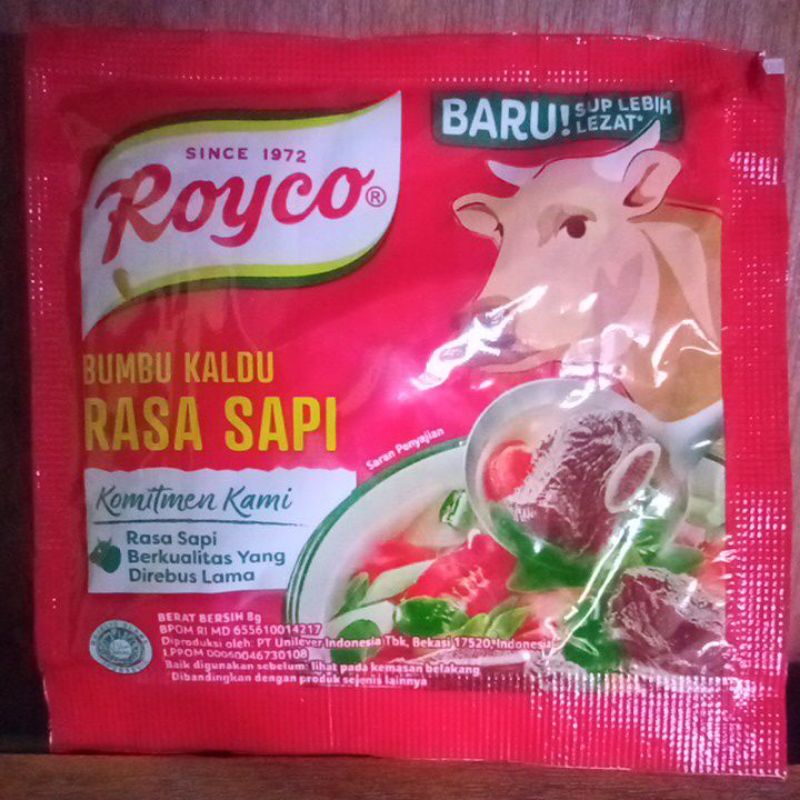 SINCE 1972
Royco®
BARU! SUP LEBIH
LEZAT*
BUMBU KALDU
RASA SAPI
Saran Penyajian
Komitmen Kami
Rasa Sapi
Berkualitas Yang
Direbus Lama
BERAT BERSIH 8g
BPOM RI MD 655610014217
Diproduksi oleh: PT Unilever Indonesia Tbk, Bekasi 17520, Indonesia
LPPOM 00060046730108
Baik digunakan sebelum: lihat pada kemasan belakang
*Dibandingkan dengan produk sejenis lainnya